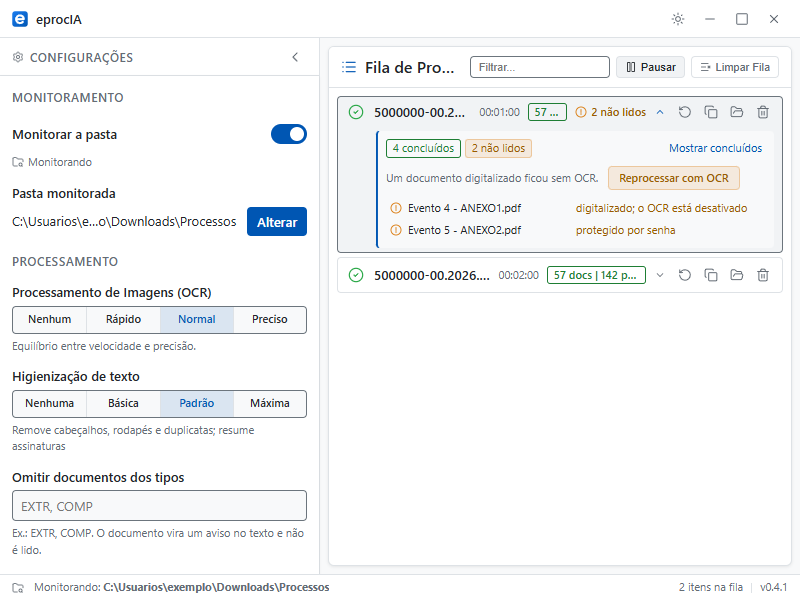 eprocIA
CONFIGURAÇÕES
MONITORAMENTO
Monitorar a pasta
Monitorando
Pasta monitorada
C:\Usuarios\e...o\Downloads\Processos
Alterar
PROCESSAMENTO
Processamento de Imagens (OCR)
Nenhum Rápido Normal Preciso
Equilíbrio entre velocidade e precisão.
Higienização de texto
Nenhuma Básica Padrão Máxima
Remove cabeçalhos, rodapés e duplicatas; resume
assinaturas
Omitir documentos dos tipos
EXTR, COMP
Ex.: EXTR, COMP. O documento vira um aviso no texto e não
é lido.
Fila de Pro... Filtrar... Pausar Limpar Fila
5000000-00.2... 00:01:00 57 ... 2 não lidos
4 concluídos 2 não lidos Mostrar concluídos
Um documento digitalizado ficou sem OCR. Reprocessar com OCR
Evento 4 - ANEXO1.pdf digitalizado; o OCR está desativado
Evento 5 - ANEXO2.pdf protegido por senha
5000000-00.2026.... 00:02:00 57 docs | 142 p...
Monitorando: C:\Usuarios\exemplo\Downloads\Processos
2 itens na fila v0.4.1